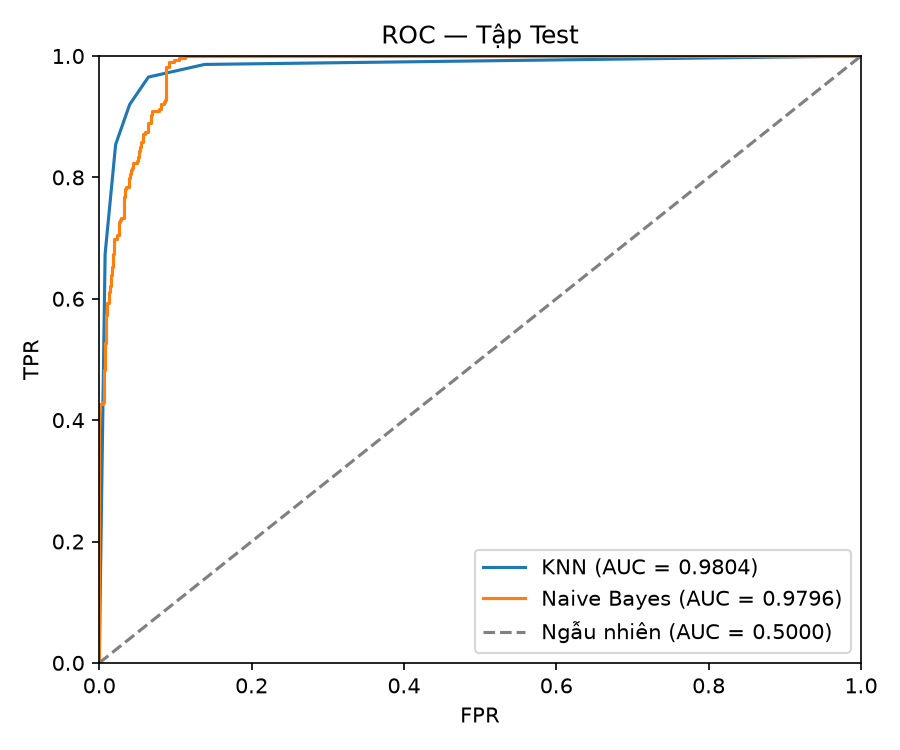 ROC — Tập Test
1.0
0.8
0.6
0.4
0.2
0.0
TPR
0.0 0.2 0.4 0.6 0.8 1.0
FPR
KNN (AUC = 0.9804)
Naive Bayes (AUC = 0.9796)
Ngẫu nhiên (AUC = 0.5000)